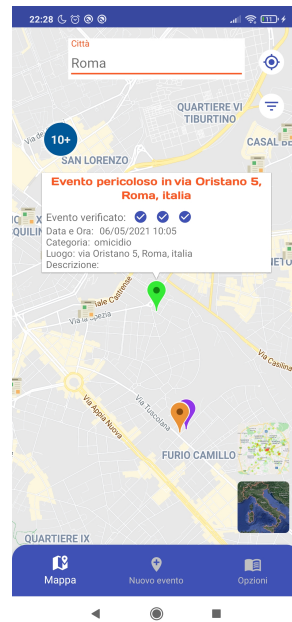 22:28
11
Città
Roma
QUARTIERE VI
TIBURTINO
10+
SAN LORENZO
Evento pericoloso in via Oristano 5,
Roma, italia
Evento verificato:
Data e Ora: 06/05/2021 10:05
Categoria: omicidio
Luogo: via Oristano 5, Roma, italia
Descrizione:
Via la Spezia
Via Casilina
Via Tuscolana
Via Appia Nuova
FURIO CAMILLO
QUARTIERE IX
Mappa
Nuovo evento
Opzioni